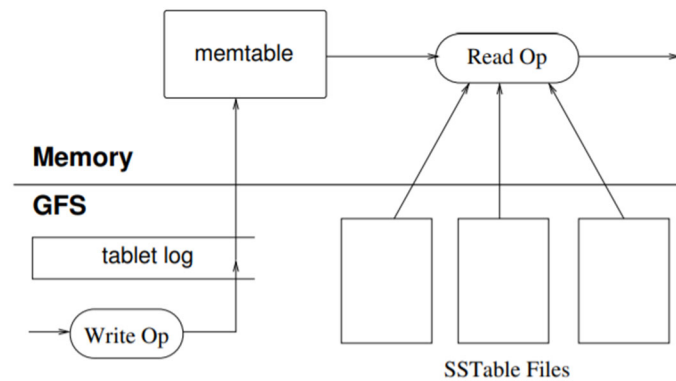 memtable
Read Op
Memory
GFS
tablet log
Write Op
SSTable Files